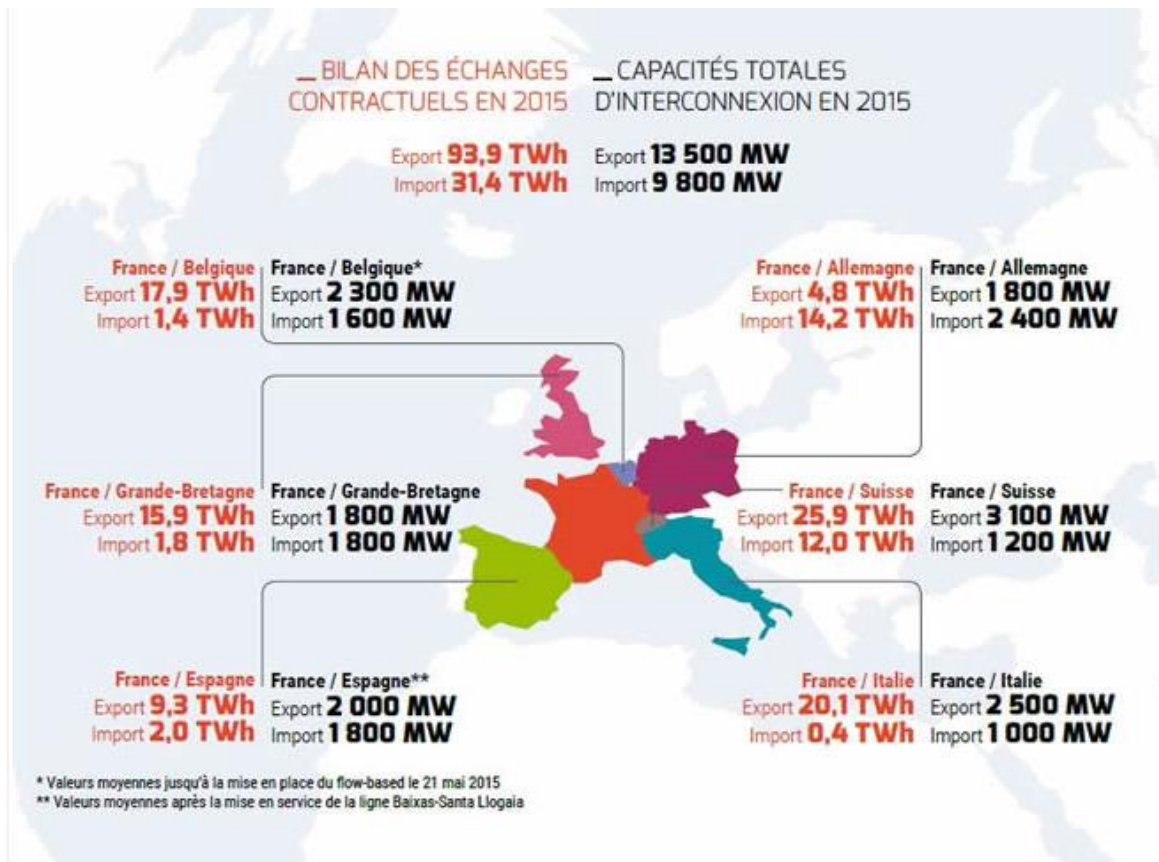 _ BILAN DES ÉCHANGES
CONTRACTUELS EN 2015
Export 93,9 TWh
Import 31,4 TWh
_ CAPACITÉS TOTALES
D'INTERCONNEXION EN 2015
Export 13 500 MW
Import 9 800 MW
France / Belgique
Export 17,9 TWh
Import 1,4 TWh
France / Belgique*
Export 2 300 MW
Import 1 600 MW
France / Allemagne
Export 4,8 TWh
Import 14,2 TWh
France / Allemagne
Export 1 800 MW
Import 2 400 MW
France / Grande-Bretagne
Export 15,9 TWh
Import 1,8 TWh
France / Grande-Bretagne
Export 1 800 MW
Import 1 800 MW
France / Suisse
Export 25,9 TWh
Import 12,0 TWh
France / Suisse
Export 3 100 MW
Import 1 200 MW
France / Espagne
Export 9,3 TWh
Import 2,0 TWh
France / Espagne**
Export 2 000 MW
Import 1 800 MW
France / Italie
Export 20,1 TWh
Import 0,4 TWh
France / Italie
Export 2 500 MW
Import 1 000 MW
* Valeurs moyennes jusqu'à la mise en place du flow-based le 21 mai 2015
** Valeurs moyennes après la mise en service de la ligne Baixas-Santa Llogaia